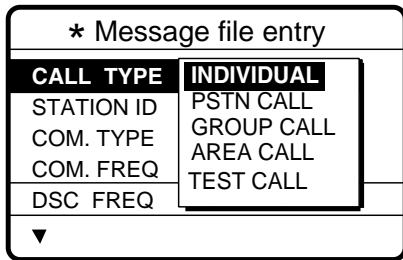 * Message file entry
CALL TYPE INDIVIDUAL
STATION ID PSTN CALL
COM. TYPE GROUP CALL
COM. FREQ AREA CALL
DSC FREQ TEST CALL
▼